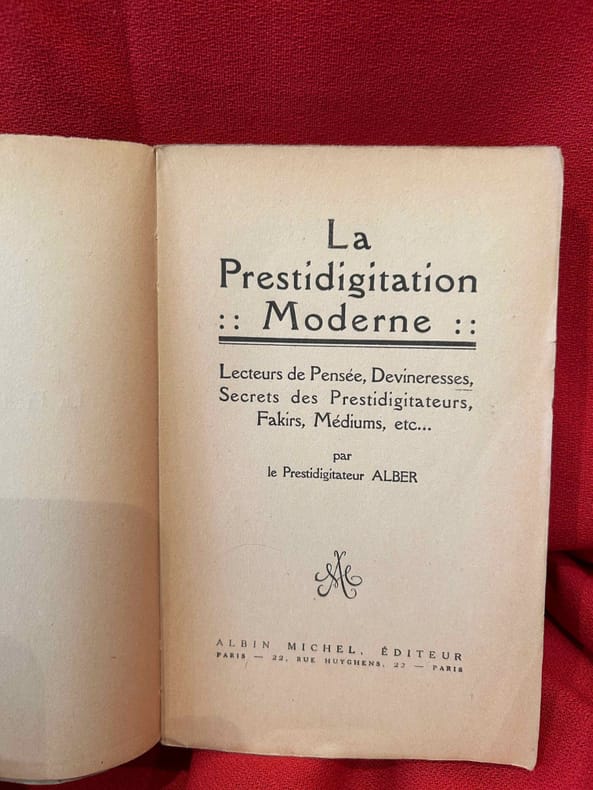 La
Prestidigitation
:: Moderne ::
Lecteurs de Pensée, Devineresses,
Secrets des Prestidigitateurs,
Fakirs, Médiums, etc...
par
le Prestidigitateur ALBER
AM
ALBIN MICHEL, ÉDITEUR
PARIS — 22, RUE HUYGHENS, 22 — PARIS